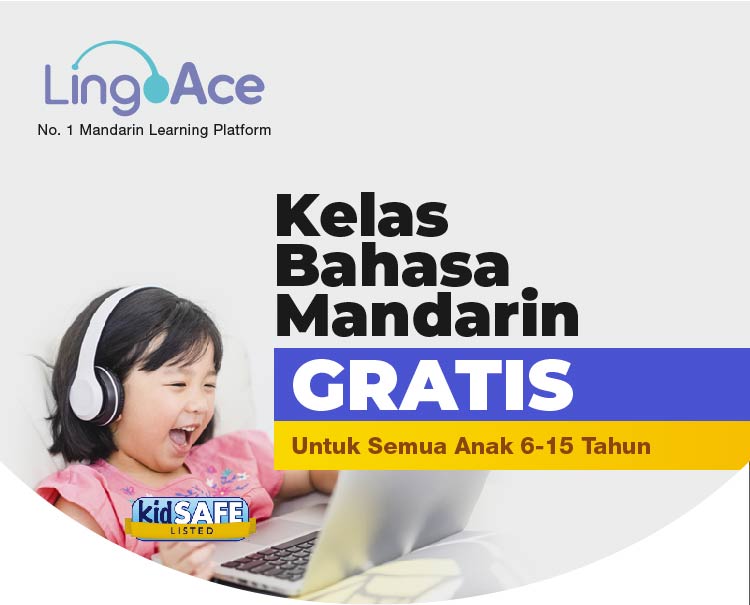 LingoAce
No. 1 Mandarin Learning Platform
Kelas
Bahasa
Mandarin
GRATIS
Untuk Semua Anak 6-15 Tahun
kidSAFE
LISTED